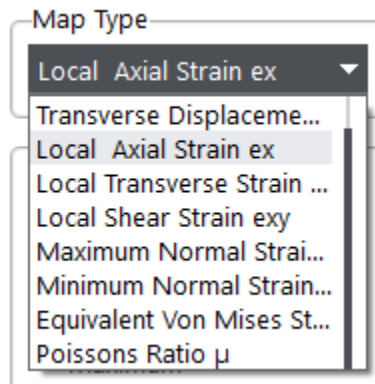 Map Type
Local  Axial Strain ex
Transverse Displaceme...
Local  Axial Strain ex
Local Transverse Strain ...
Local Shear Strain exy
Maximum Normal Strai...
Minimum Normal Strain...
Equivalent Von Mises St...
Poissons Ratio μ